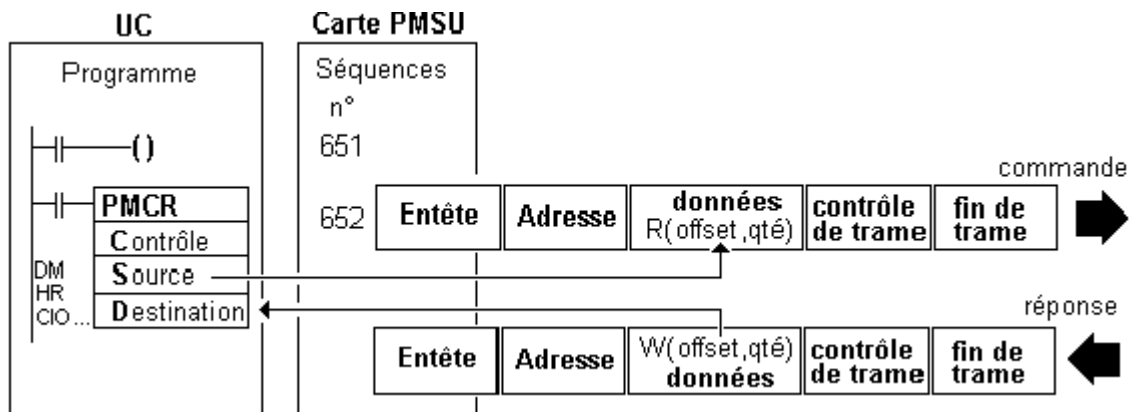 UC
Carte PMSU
Programme
Séquences
n°
651
commande
PMCR
Contrôle
Source
Destination
DM
HR
CIO ...
652
Entête
Adresse
données
R(offset,qté)
contrôle
de trame
fin de
trame
réponse
Entête
Adresse
W(offset,qté)
données
contrôle
de trame
fin de
trame